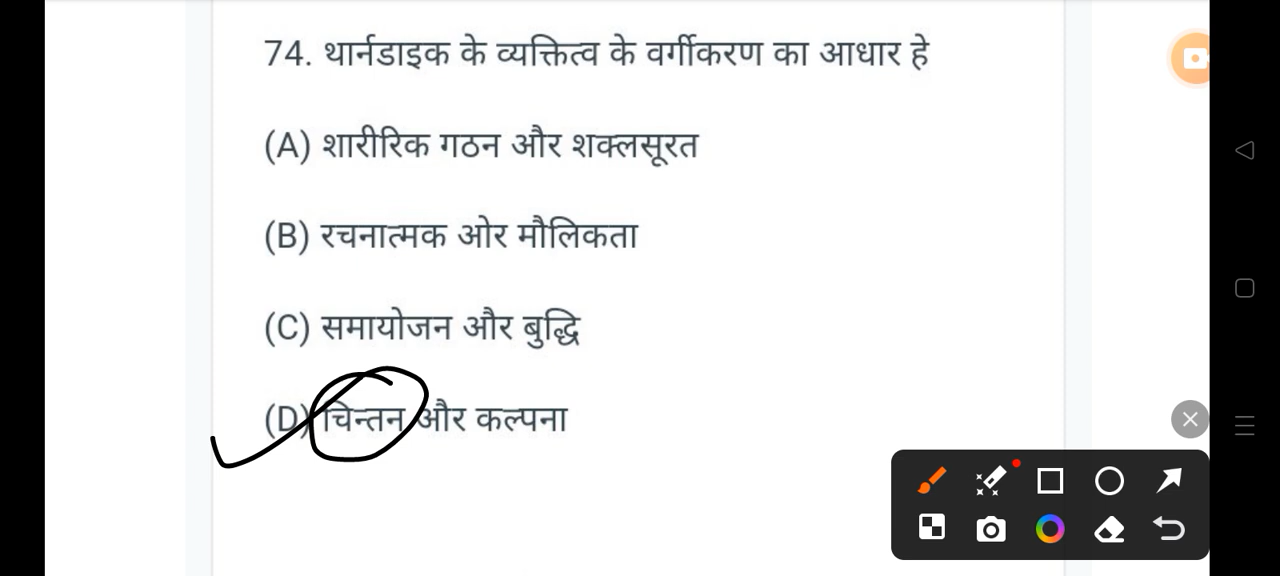 74. थार्नडाइक के व्यक्तित्व के वर्गीकरण का आधार हे
(A) शारीरिक गठन और शक्लसूरत
(B) रचनात्मक ओर मौलिकता
(C) समायोजन और बुद्धि
(D) चिन्तन और कल्पना